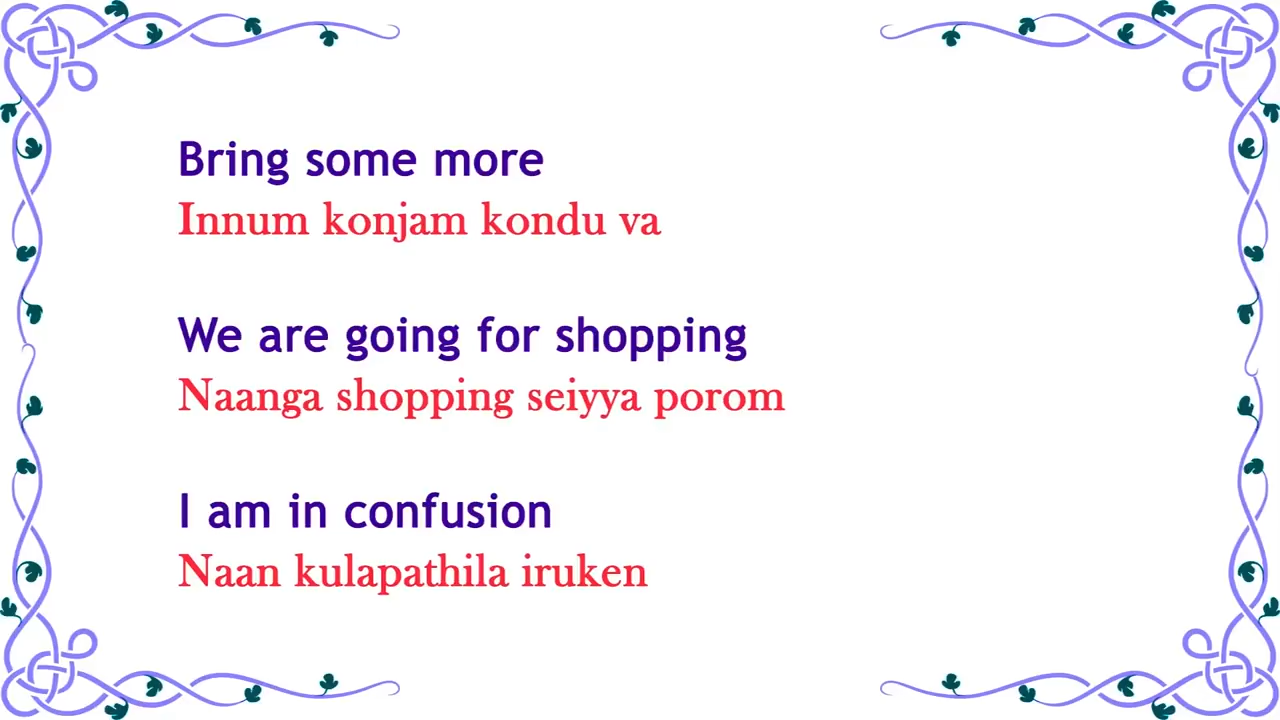 Bring some more
Innum konjam kondu va
We are going for shopping
Naanga shopping seiyya porom
I am in confusion
Naan kulapathila iruken